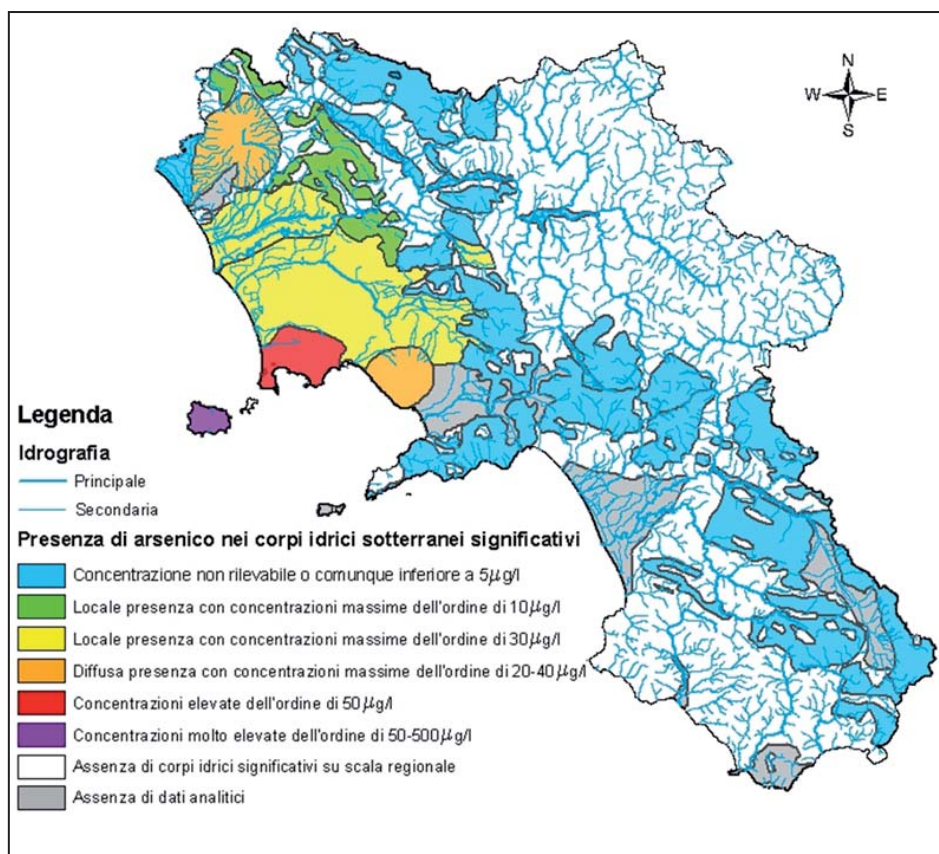 N
W E
S
Legenda
Idrografia
Principale
Secondaria
Presenza di arsenico nei corpi idrici sotterranei significativi
Concentrazione non rilevabile o comunque inferiore a 5μg/l
Locale presenza con concentrazioni massime dell'ordine di 10μg/l
Locale presenza con concentrazioni massime dell'ordine di 30μg/l
Diffusa presenza con concentrazioni massime dell'ordine di 20-40μg/l
Concentrazioni elevate dell'ordine di 50μg/l
Concentrazioni molto elevate dell'ordine di 50-500μg/l
Assenza di corpi idrici significativi su scala regionale
Assenza di dati analitici